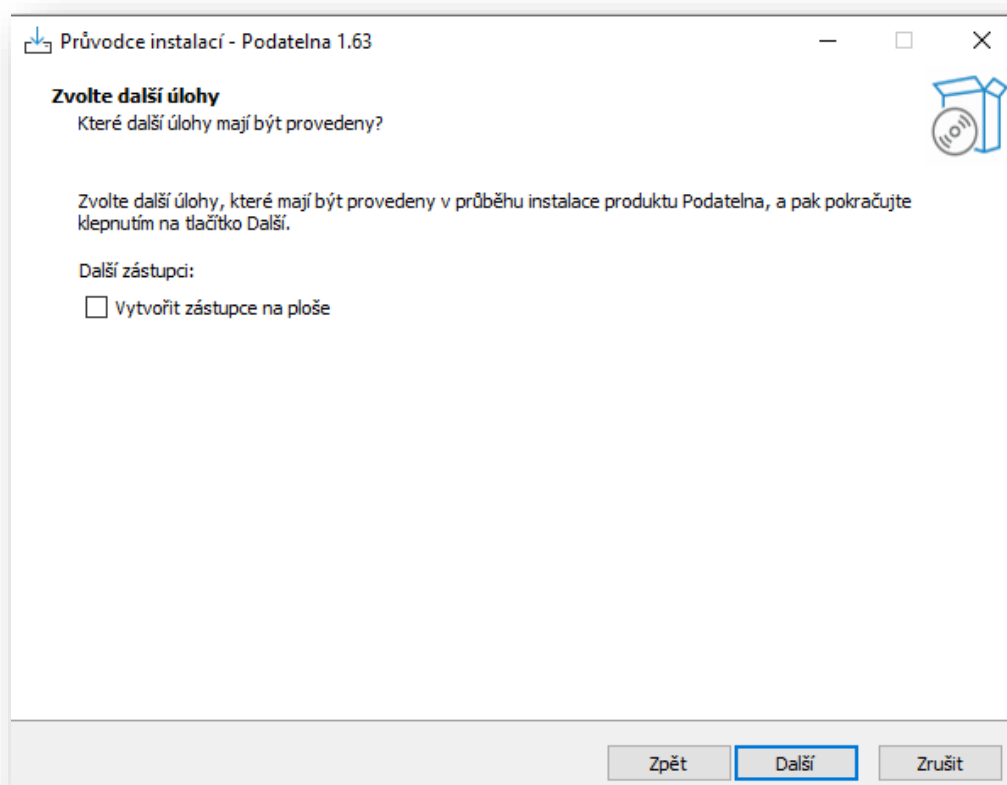 Průvodce instalací - Podatelna 1.63
Zvolte další úlohy
Které další úlohy mají být provedeny?
Zvolte další úlohy, které mají být provedeny v průběhu instalace produktu Podatelna, a pak pokračujte
klepnutím na tlačítko Další.
Další zástupci:
Vytvořit zástupce na ploše
Zpět
Další
Zrušit